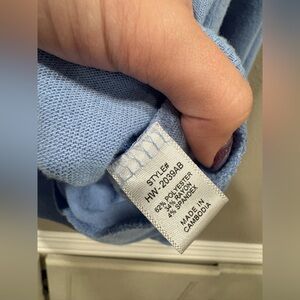 STYLE#
HW-2039AB
62% POLYESTER
34% RAYON
4% SPANDEX
MADE IN
CAMBODIA